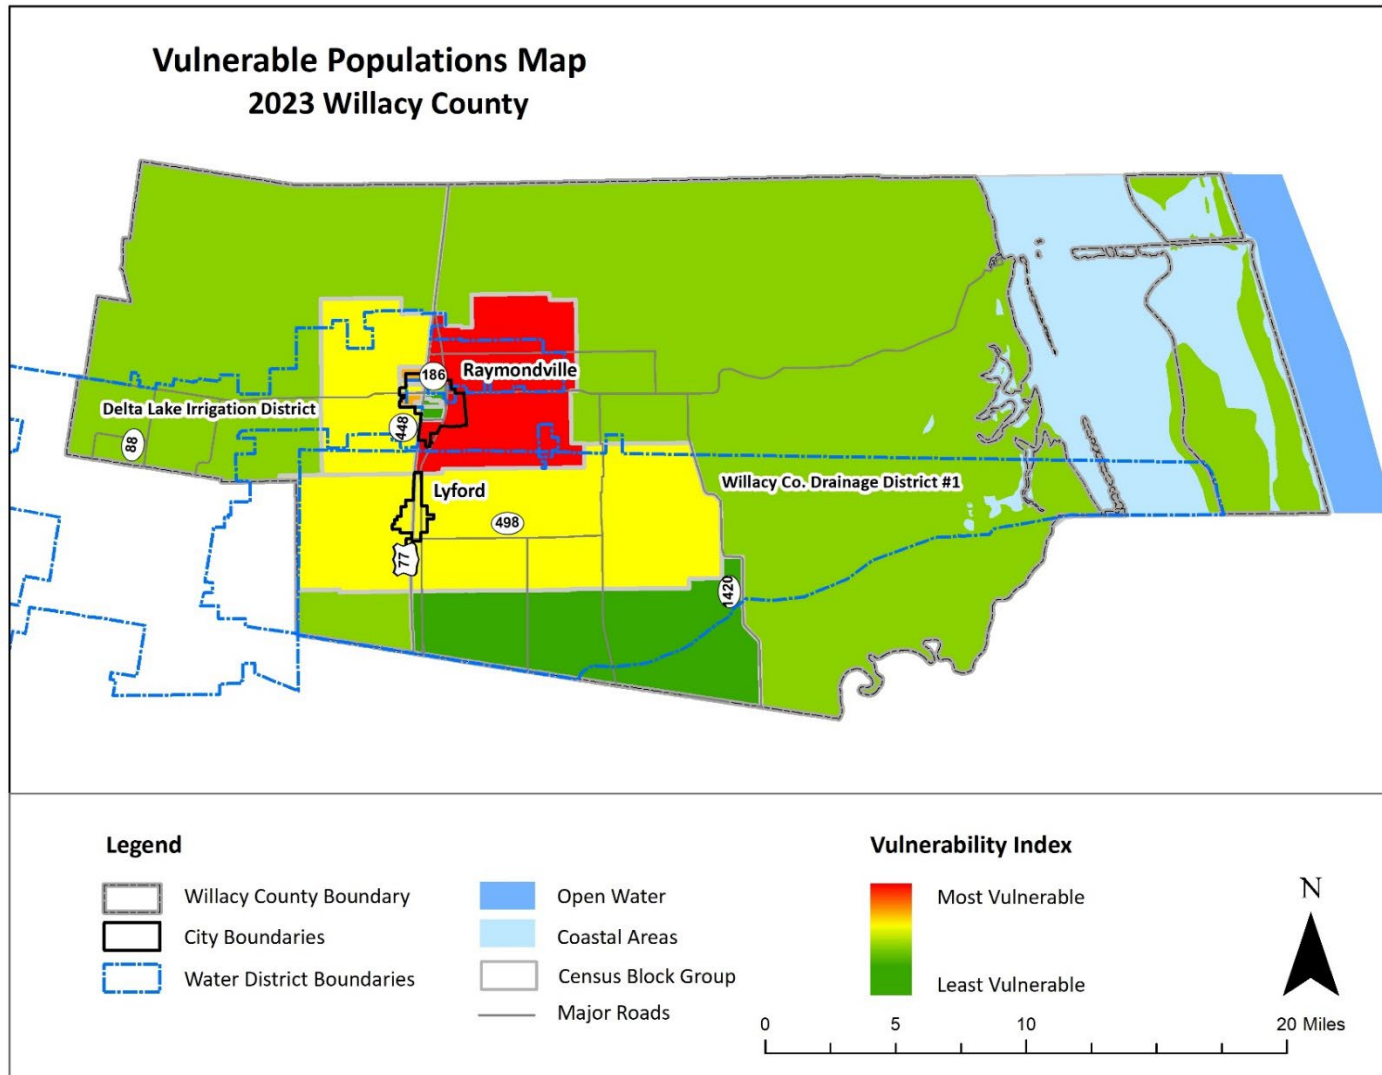 Vulnerable Populations Map
2023 Willacy County
186
Raymondville
Delta Lake Irrigation District
448
88
Lyford
Willacy Co. Drainage District #1
498
77
1420
Legend
Willacy County Boundary
City Boundaries
Water District Boundaries
Open Water
Coastal Areas
Census Block Group
Major Roads
Vulnerability Index
Most Vulnerable
Least Vulnerable
N
0 5 10 20 Miles